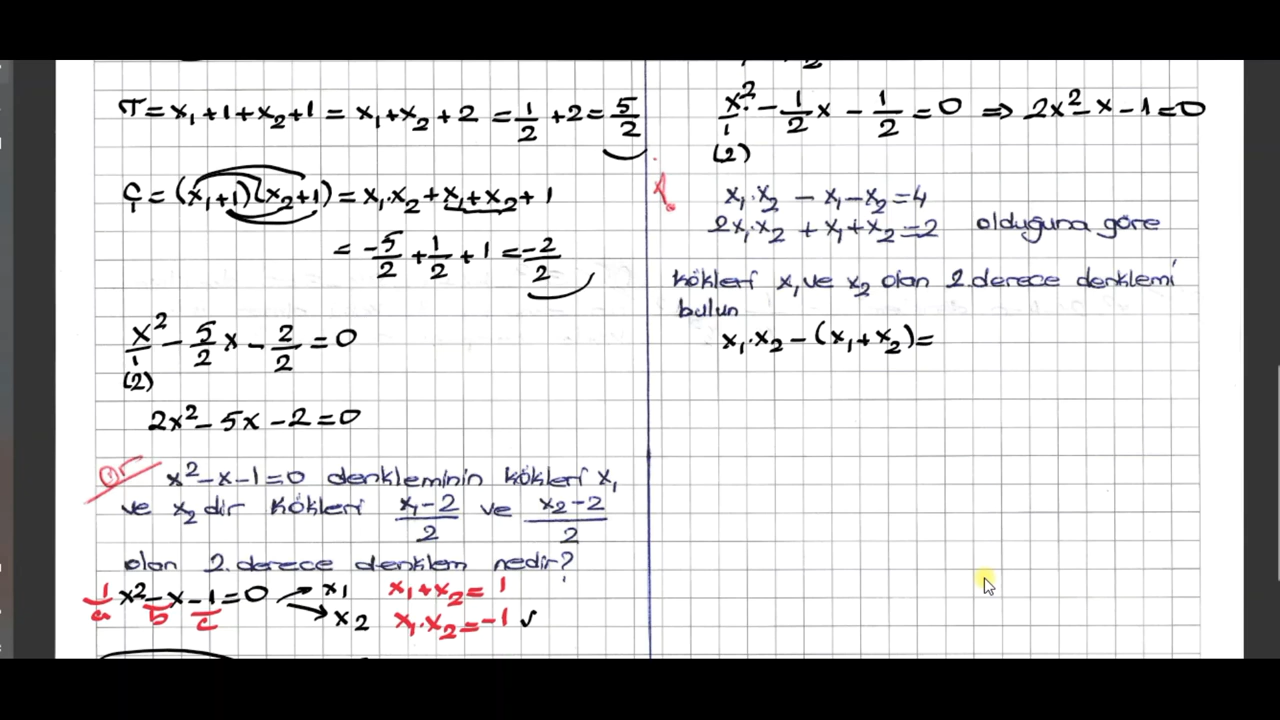 T = x₁+1+x₂+1 = x₁+x₂+2 = 1/2 +2 = 5/2
Ç = (x₁+1)(x₂+1) = x₁.x₂+x₁+x₂+1
= -5/2 + 1/2 + 1 = -2/2
x²/1 - 5/2 x - 2/2 = 0
(2)
2x²- 5x -2=0
Ör x²-x-1=0 denkleminin kökleri x₁
ve x₂ dir kökleri x₁-2/2 ve x₂-2/2
olan 2.derece denklem nedir?
1/a x²-x/b -1/c=0 x₁ x₁+x₂= 1
x₂ x₁.x₂=-1 √
x²/1 - 1/2 x - 1/2 = 0 ⇒ 2x²-x-1=0
(2)
x₁.x₂ - x₁-x₂=4
2x₁.x₂ + x₁+x₂=2 olduğuna göre
kökleri x₁ ve x₂ olan 2.derece denklemi
bulun
x₁.x₂ - (x₁+x₂)=